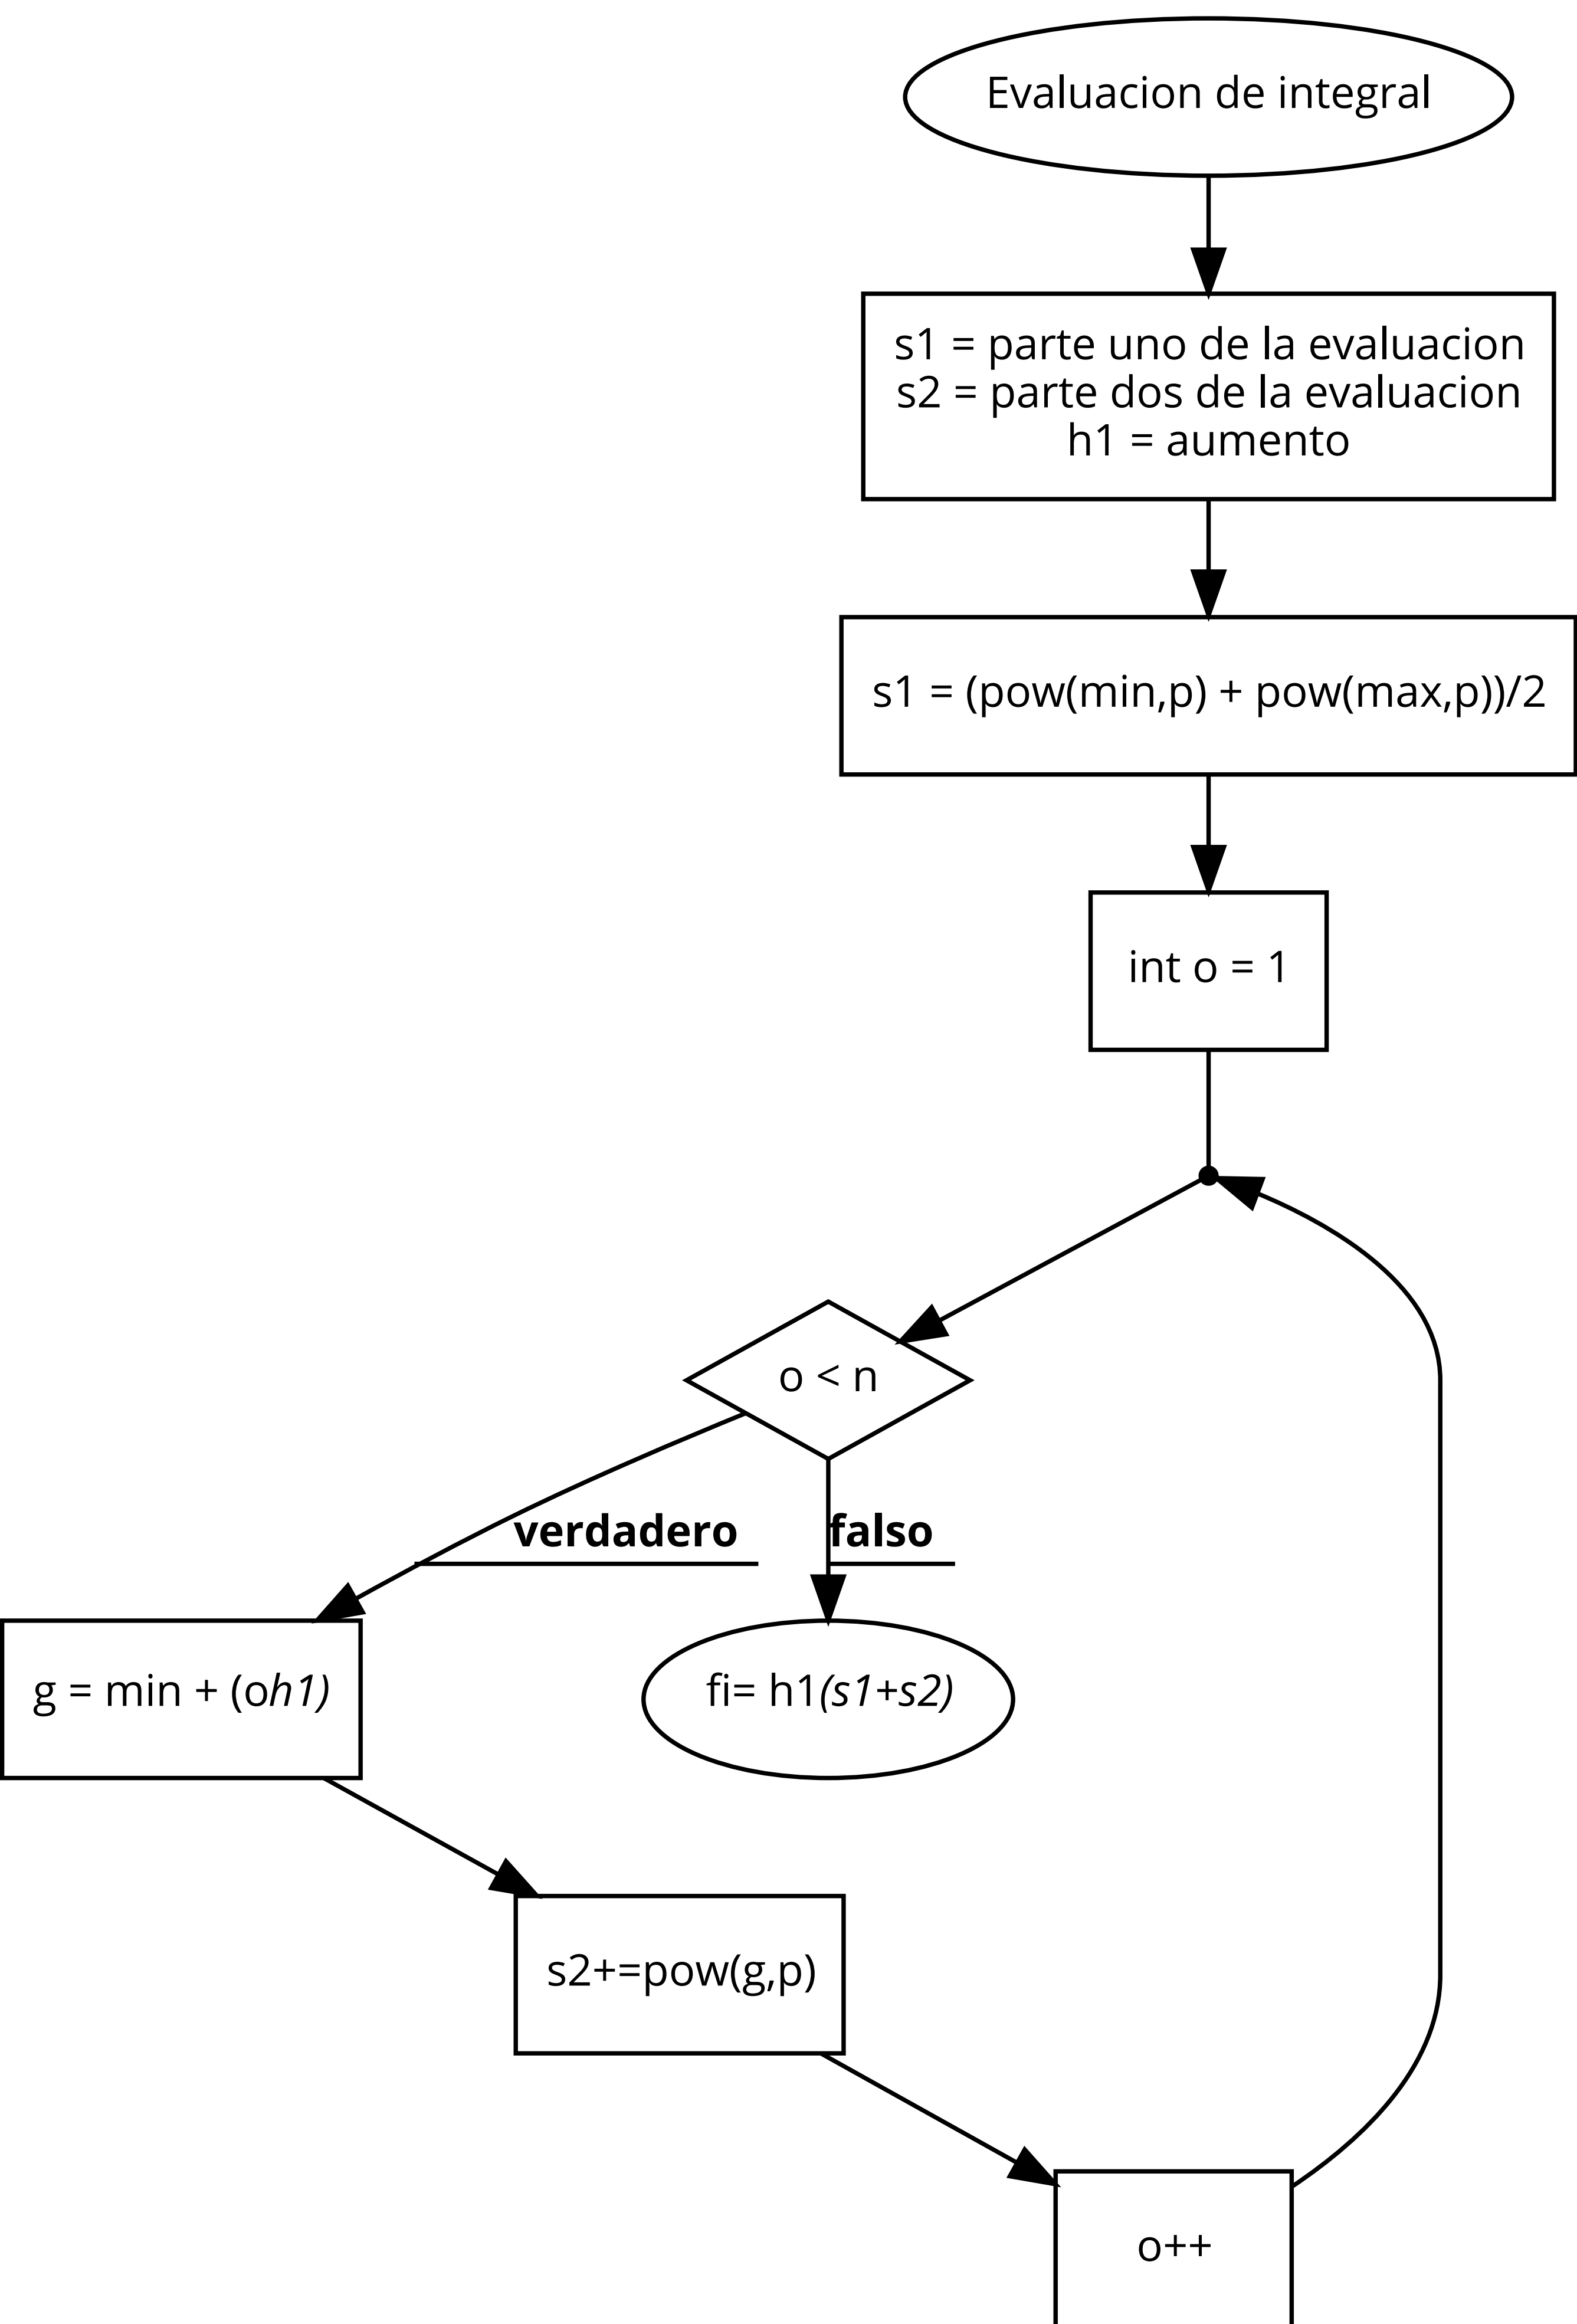 Evaluacion de integral
s1 = parte uno de la evaluacion
s2 = parte dos de la evaluacion
h1 = aumento
s1 = (pow(min,p) + pow(max,p))/2
int o = 1
o < n
verdadero
falso
g = min + (oh1)
fi= h1(s1+s2)
s2+=pow(g,p)
o++